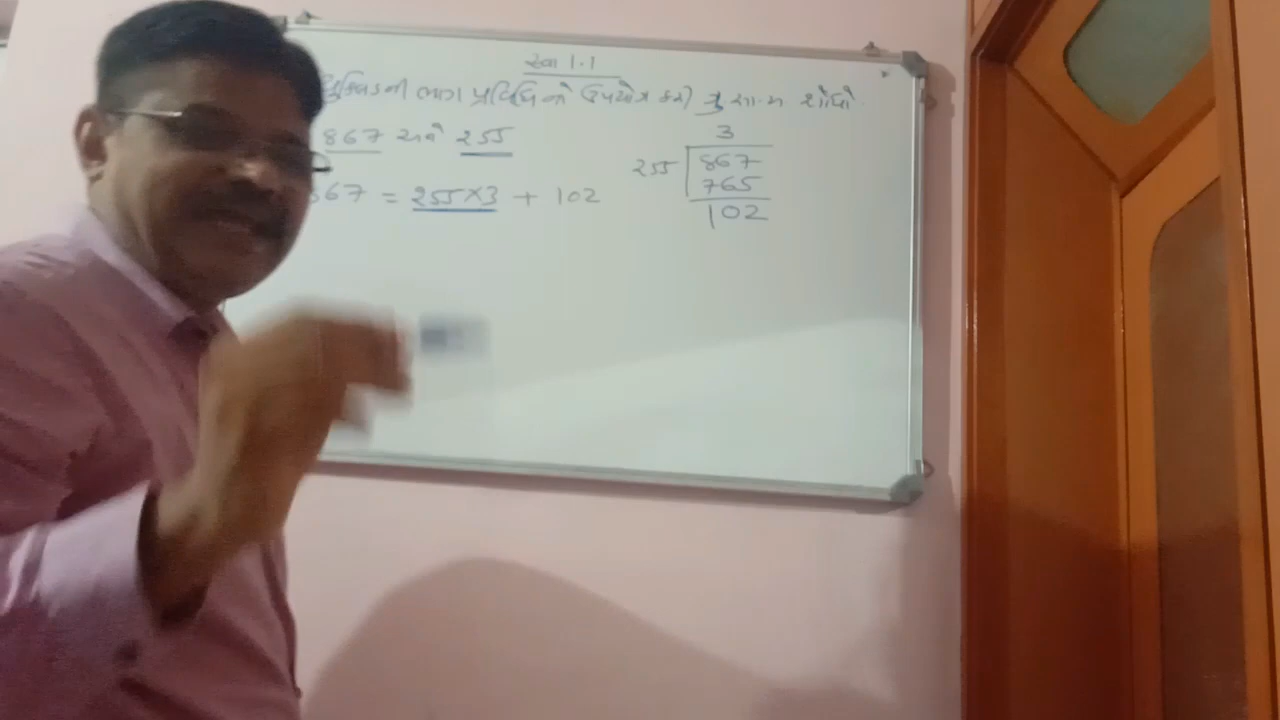 સ્વા 1.1
યુક્લિડની ભાગ પ્રવિધિનો ઉપયોગ કરી ગુ.સા.અ શોધો.
867 અને 255
867 = 255×3 + 102
3
255 867
765
102